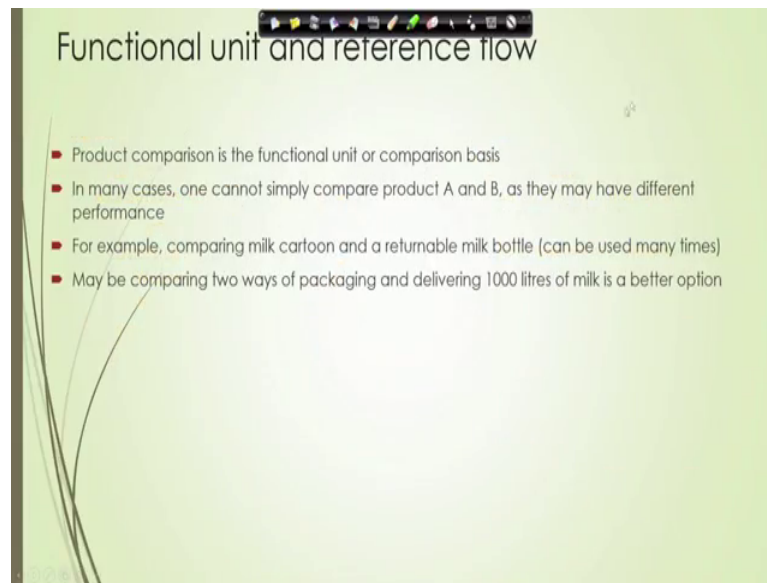 Functional unit and reference flow
Product comparison is the functional unit or comparison basis
In many cases, one cannot simply compare product A and B, as they may have different
performance
For example, comparing milk cartoon and a returnable milk bottle (can be used many times)
May be comparing two ways of packaging and delivering 1000 litres of milk is a better option